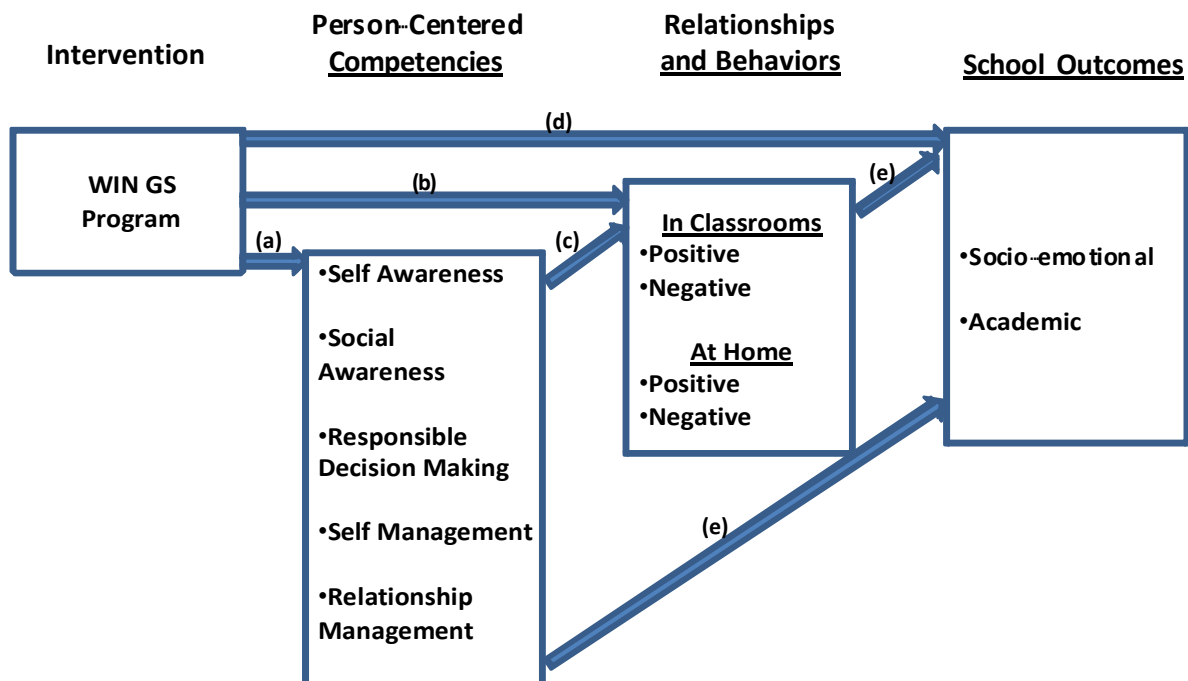 Intervention
Person-Centered
Competencies
Relationships
and Behaviors
School Outcomes
(d)
WIN GS
Program
(b)
(e)
(a)
(c)
•Self Awareness
•Social
Awareness
•Responsible
Decision Making
•Self Management
•Relationship
Management
In Classrooms
•Positive
•Negative
At Home
•Positive
•Negative
(e)
•Socio-emotional
•Academic